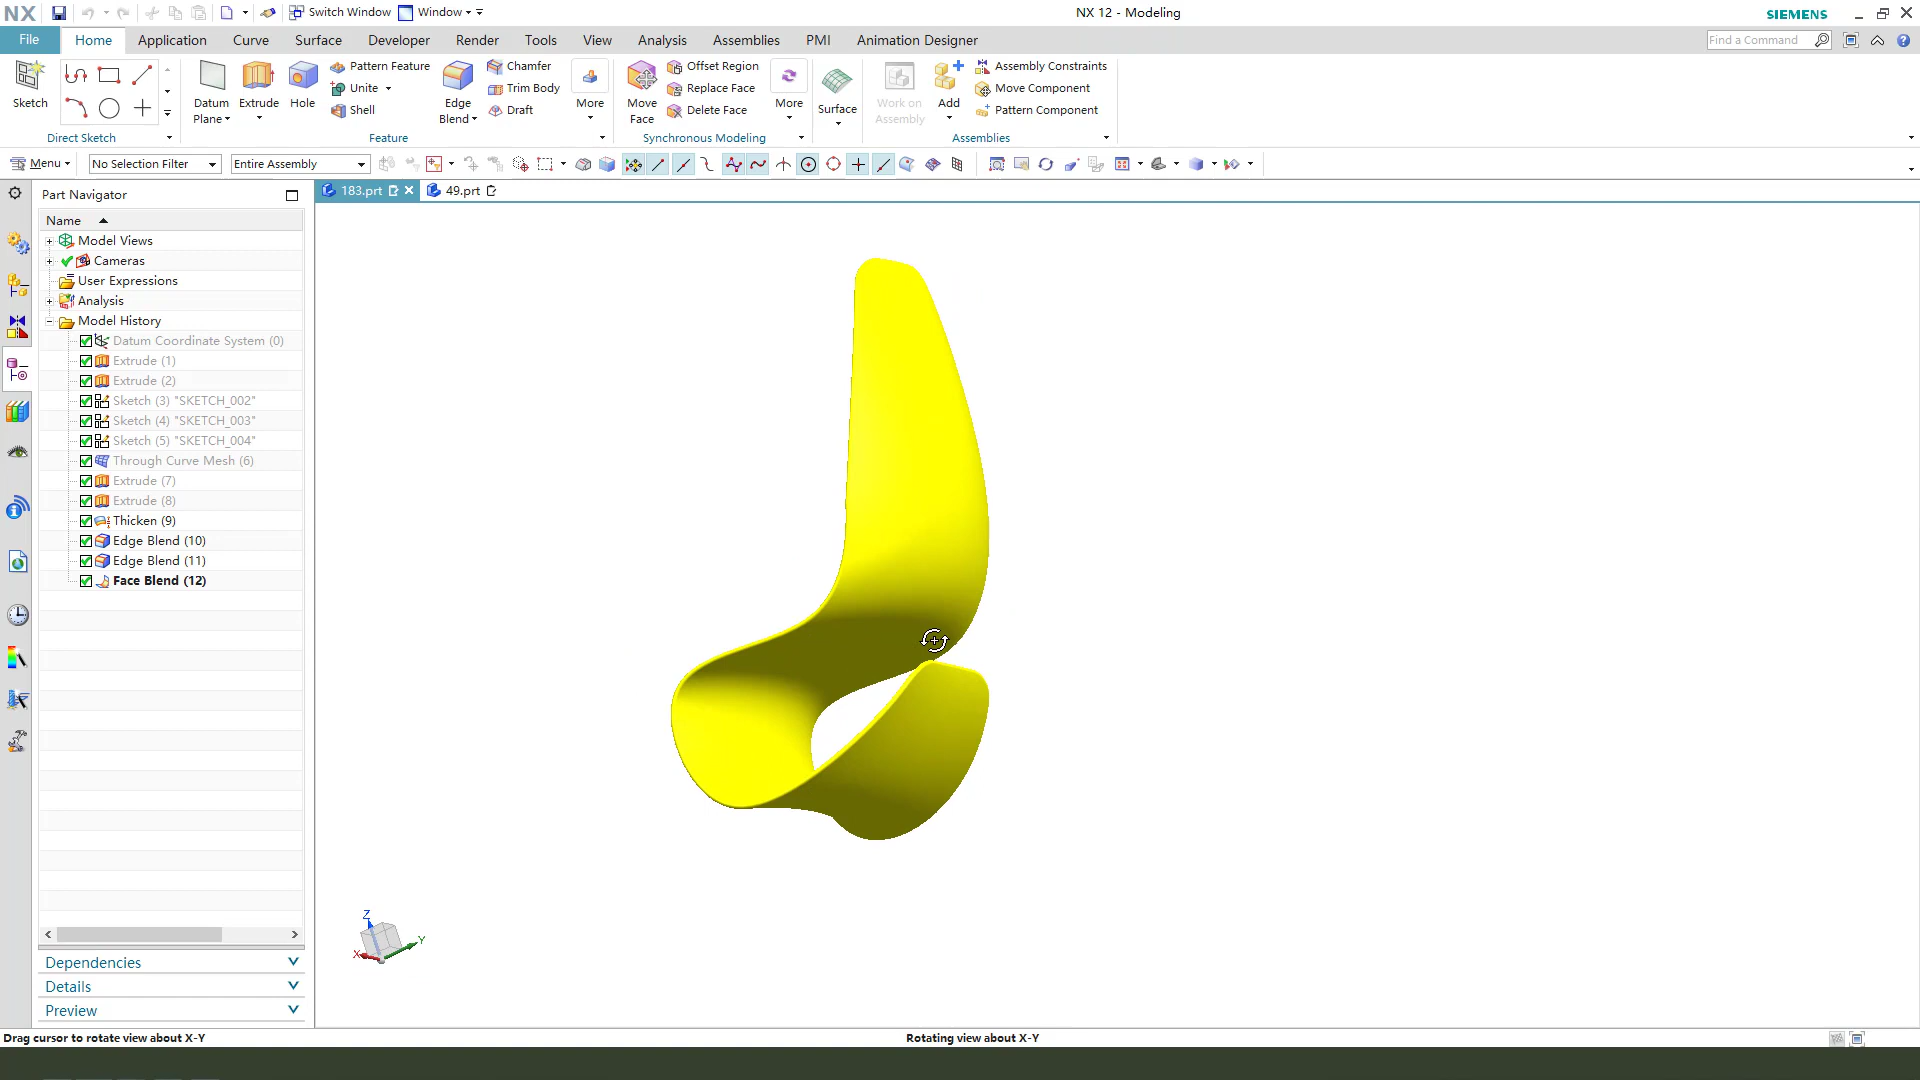 NX
Switch Window
Window
NX 12 - Modeling
SIEMENS
File
Home
Application
Curve
Surface
Developer
Render
Tools
View
Analysis
Assemblies
PMI
Animation Designer
Find a Command
Sketch
Direct Sketch
Datum Plane
Extrude
Hole
Pattern Feature
Unite
Shell
Edge Blend
Chamfer
Trim Body
Draft
More
Feature
Move Face
Offset Region
Replace Face
Delete Face
More
Synchronous Modeling
Surface
Work on Assembly
Add
Assembly Constraints
Move Component
Pattern Component
Assemblies
Menu
No Selection Filter
Entire Assembly
Part Navigator
183.prt
49.prt
Name
Model Views
Cameras
User Expressions
Analysis
Model History
Datum Coordinate System (0)
Extrude (1)
Extrude (2)
Sketch (3) "SKETCH_002"
Sketch (4) "SKETCH_003"
Sketch (5) "SKETCH_004"
Through Curve Mesh (6)
Extrude (7)
Extrude (8)
Thicken (9)
Edge Blend (10)
Edge Blend (11)
Face Blend (12)
Z
Y
X
Dependencies
Details
Preview
Drag cursor to rotate view about X-Y
Rotating view about X-Y